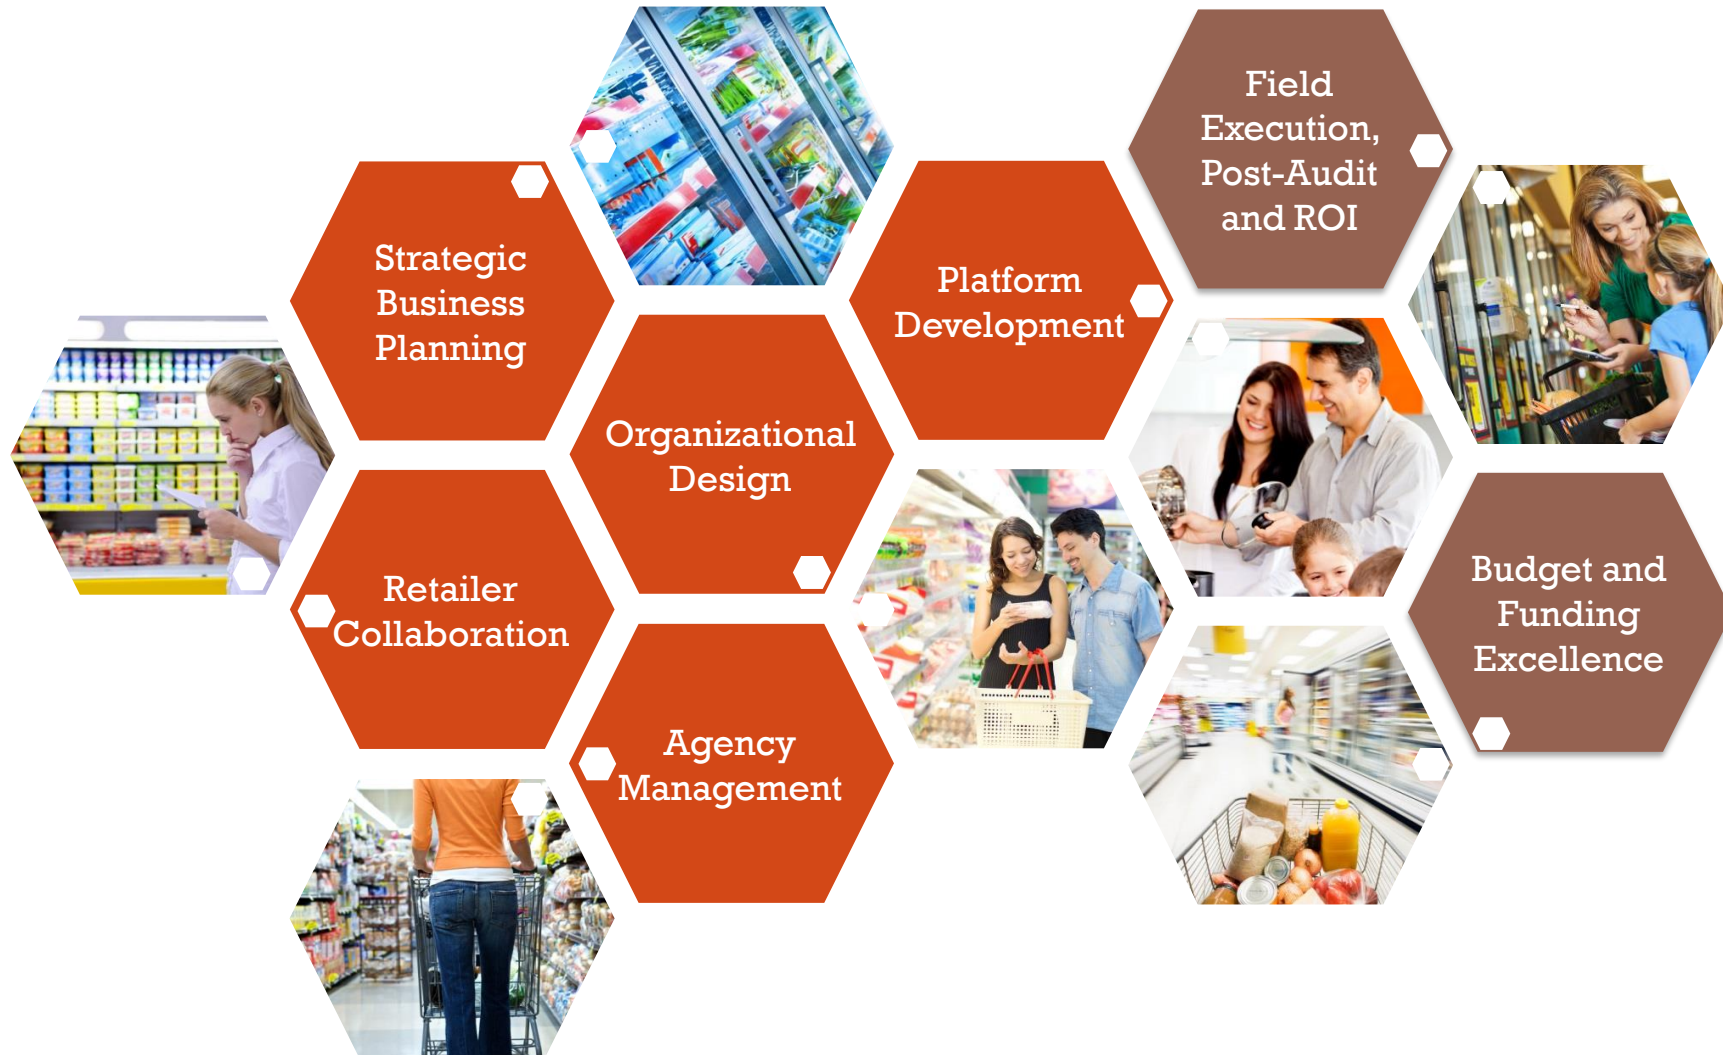 Strategic
Business
Planning
Retailer
Collaboration
Organizational
Design
Agency
Management
Platform
Development
Field
Execution,
Post-Audit
and ROI
Budget and
Funding
Excellence